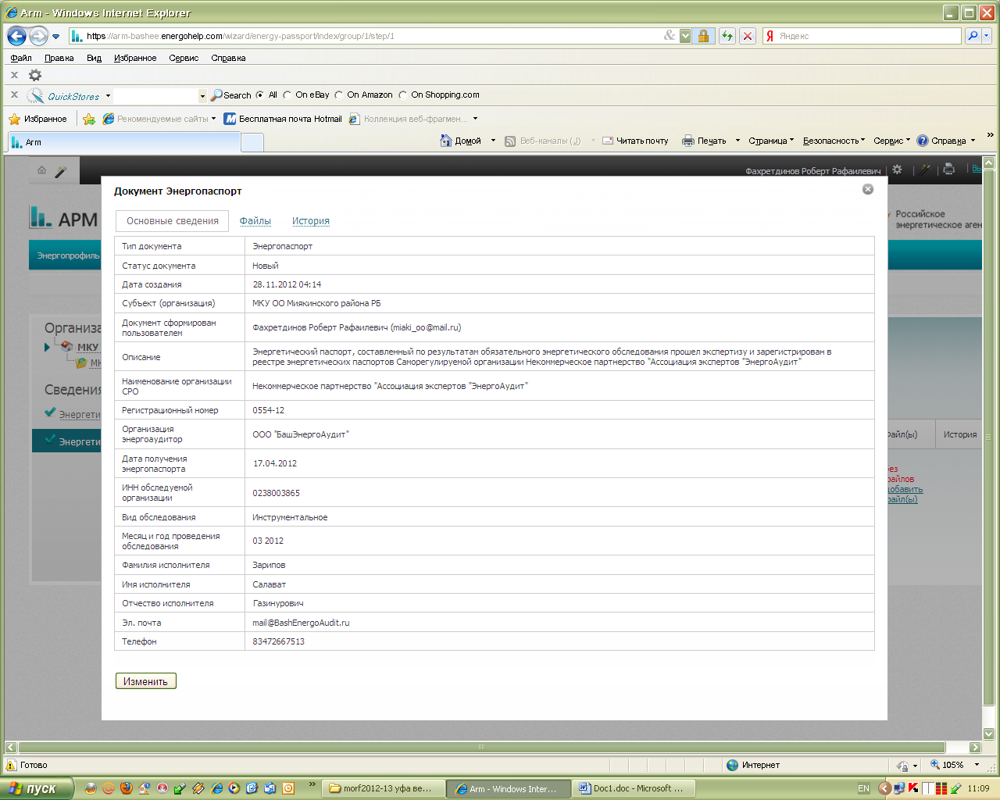 Arm - Windows Internet Explorer
https://arm-bashee.energohelp.com/wizard/energy-passport/index/group/1/step/1
Яндекс
Файл Правка Вид Избранное Сервис Справка
QuickStores Search All On eBay On Amazon On Shopping.com
Избранное Рекомендуемые сайты Бесплатная почта Hotmail Коллекция веб-фрагмен...
Arm Домой Веб-каналы (J) Читать почту Печать Страница Безопасность Сервис Справка
Фахретдинов Роберт Рафаилевич Вы
Документ Энергопаспорт
АРМ
Российское
энергетическое аген
Основные сведения Файлы История
Энергопрофиль
Тип документа Энергопаспорт
Статус документа Новый
Дата создания 28.11.2012 04:14
Субъект (организация) МКУ ОО Миякинского района РБ
Документ сформирован
пользователем
Фахретдинов Роберт Рафаилевич (miaki_oo@mail.ru)
Описание
Энергетический паспорт, составленный по результатам обязательного энергетического обследования прошел экспертизу и зарегистрирован в
реестре энергетических паспортов Саморегулируемой организации Некоммерческое партнерство "Ассоциация экспертов "ЭнергоАудит"
Наименование организации
СРО
Некоммерческое партнерство "Ассоциация экспертов "ЭнергоАудит"
Регистрационный номер 0554-12
Организация
энергоаудитор
ООО "БашЭнергоАудит"
Дата получения
энергопаспорта
17.04.2012
ИНН обследуемой
организации
0238003865
Вид обследования Инструментальное
Месяц и год проведения
обследования
03 2012
Фамилия исполнителя Зарипов
Имя исполнителя Салават
Отчество исполнителя Газинурович
Эл. почта mail@BashEnergoAudit.ru
Телефон 83472667513
Изменить
Организа
МКУ
МК
Сведения
Энергети
Энергети
айл(ы) История
ез
айлов
добавить
айл(ы)
Готово Интернет 105%
пуск morf2012-13 уфа ве... Arm - Windows Inter... Doc1.doc - Microsoft ... EN 11:09